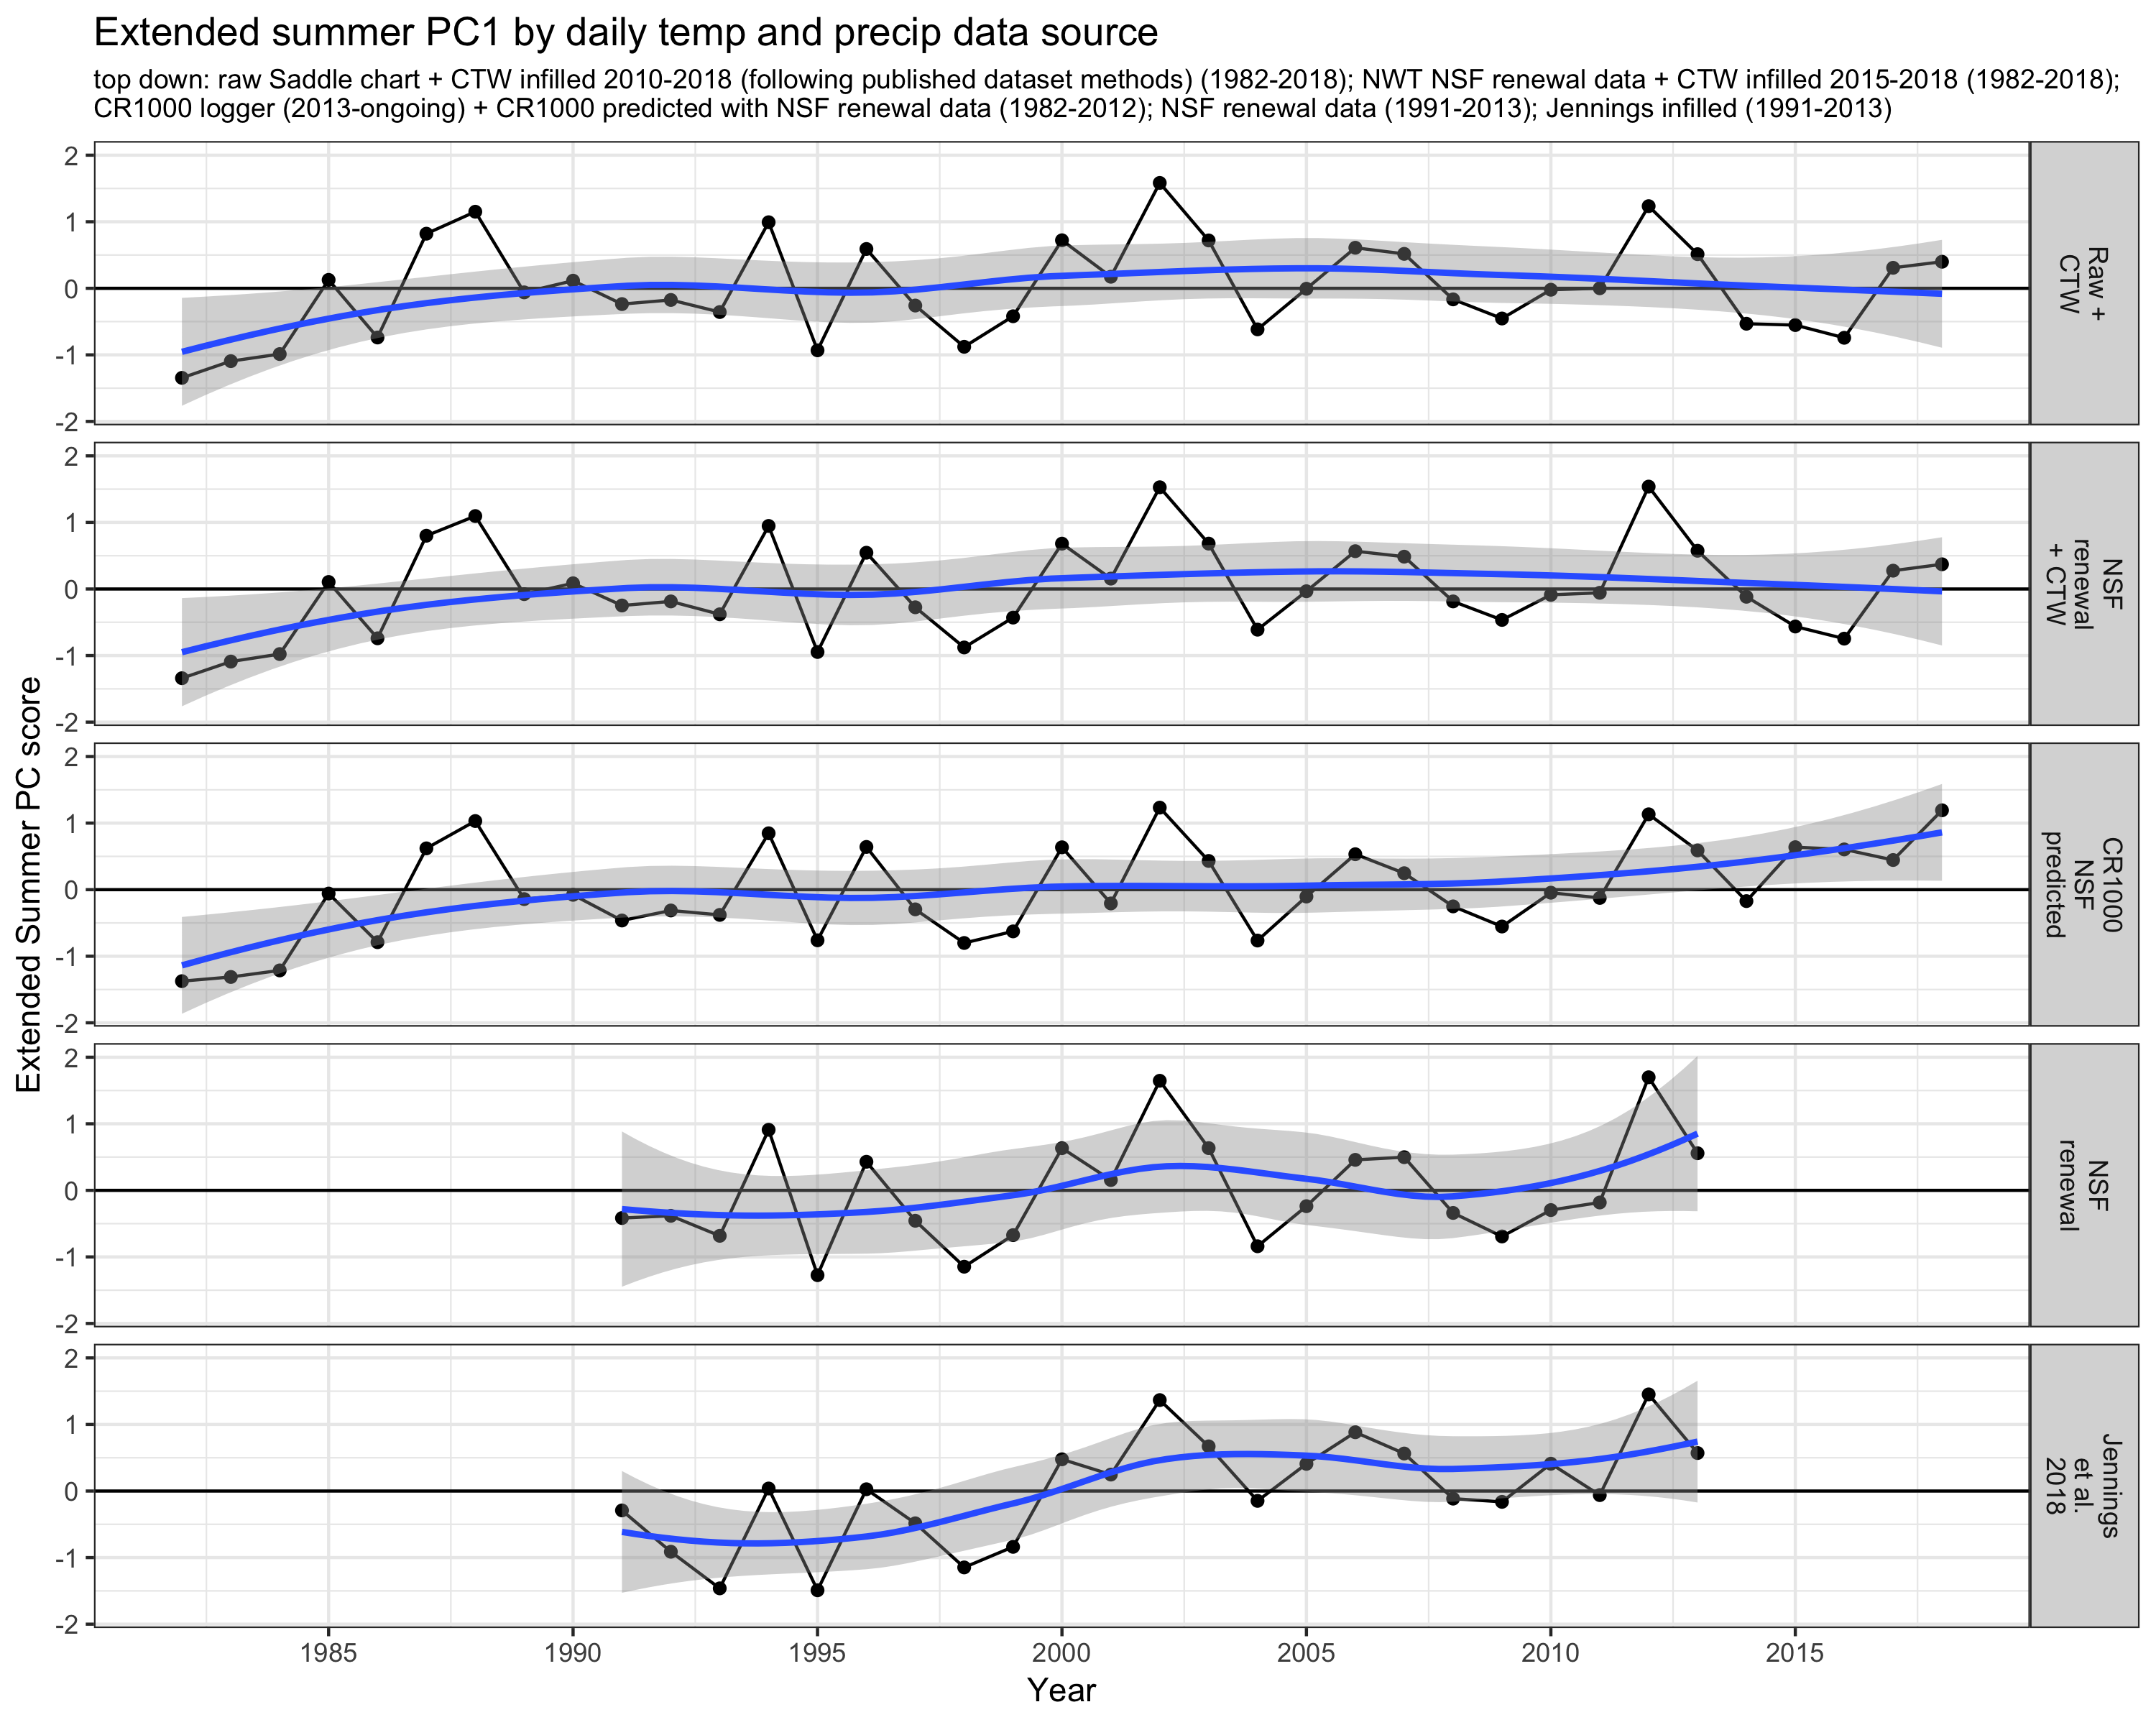 Extended summer PC1 by daily temp and precip data source
top down: raw Saddle chart + CTW infilled 2010-2018 (following published dataset methods) (1982-2018); NWT NSF renewal data + CTW infilled 2015-2018 (1982-2018);
CR1000 logger (2013-ongoing) + CR1000 predicted with NSF renewal data (1982-2012); NSF renewal data (1991-2013); Jennings infilled (1991-2013)
Extended Summer PC score
2
1
0
-1
-2
Raw +
CTW
2
1
0
-1
-2
NSF
renewal
+ CTW
2
1
0
-1
-2
CR1000
NSF
predicted
2
1
0
-1
-2
NSF
renewal
2
1
0
-1
-2
Jennings
et al.
2018
1985 1990 1995 2000 2005 2010 2015
Year